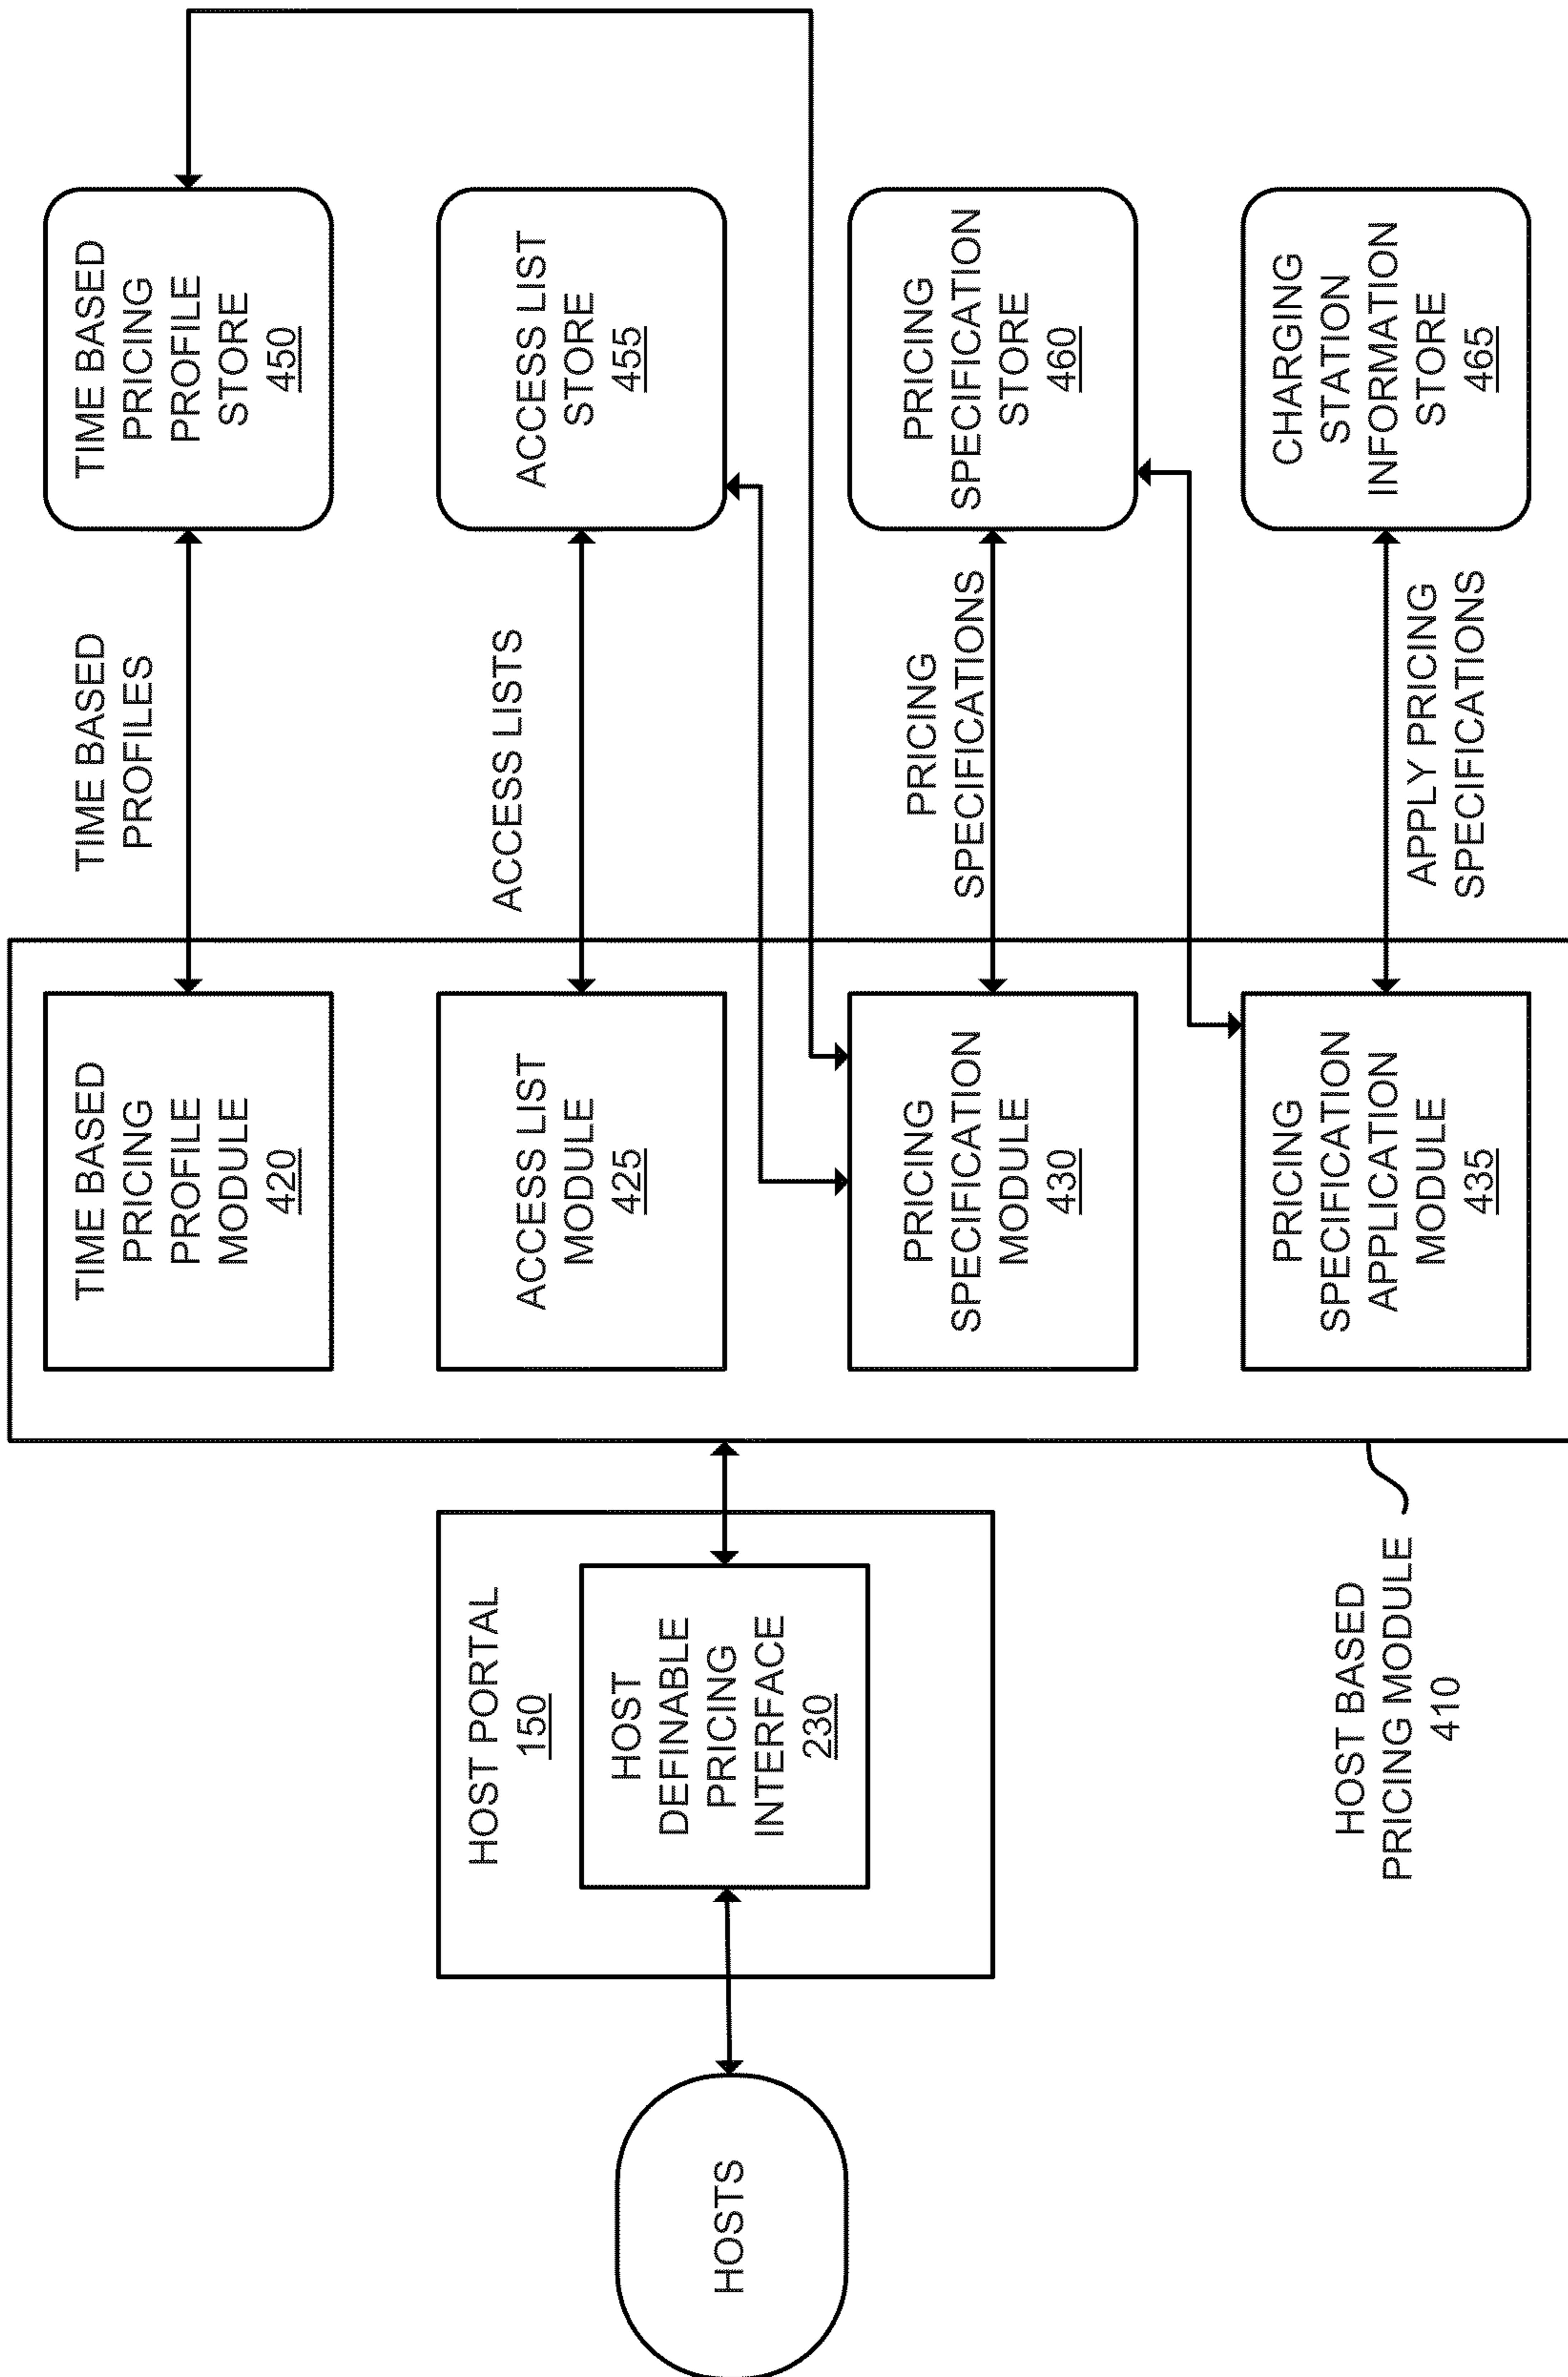 HOSTS
HOST PORTAL
150
HOST
DEFINABLE
PRICING
INTERFACE
230
HOST BASED
PRICING MODULE
410
TIME BASED
PRICING
PROFILE
MODULE
420
ACCESS LIST
MODULE
425
PRICING
SPECIFICATION
MODULE
430
PRICING
SPECIFICATION
APPLICATION
MODULE
435
TIME BASED
PROFILES
ACCESS LISTS
PRICING
SPECIFICATIONS
APPLY PRICING
SPECIFICATIONS
TIME BASED
PRICING
PROFILE
STORE
450
ACCESS LIST
STORE
455
PRICING
SPECIFICATION
STORE
460
CHARGING
STATION
INFORMATION
STORE
465